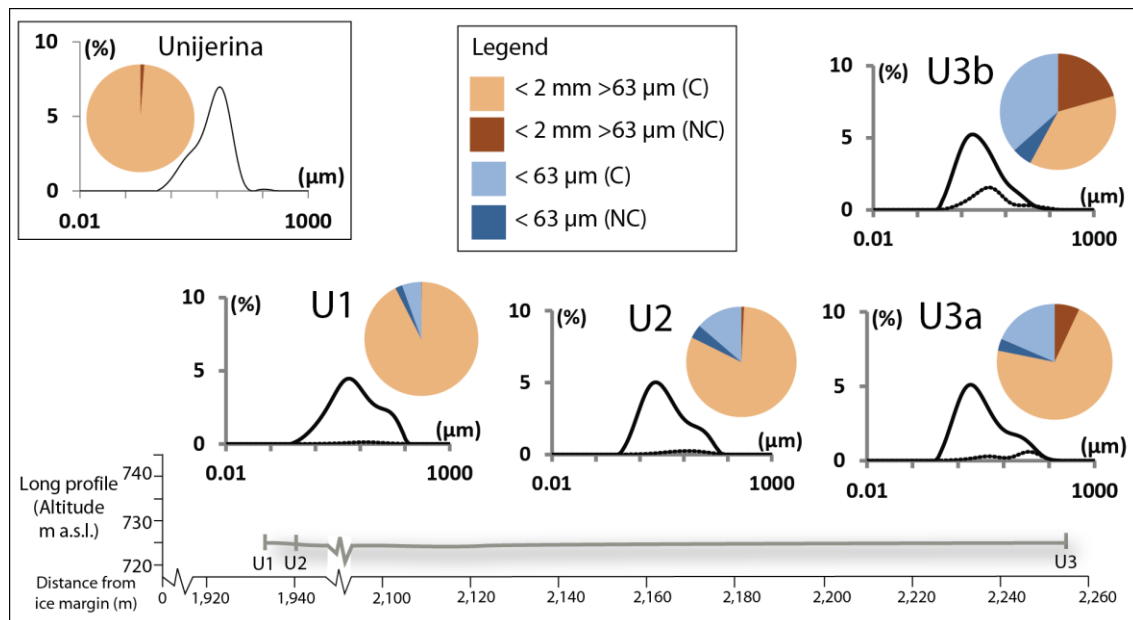 Unijerina
(%)
10
5
0
(µm)
0.01
1000
Legend
< 2 mm >63 µm (C)
< 2 mm >63 µm (NC)
< 63 µm (C)
< 63 µm (NC)
U3b
(%)
10
5
0
(µm)
0.01
1000
U1
(%)
10
5
0
(µm)
0.01
1000
U2
(%)
10
5
0
(µm)
0.01
1000
U3a
(%)
10
5
0
(µm)
0.01
1000
Long profile
(Altitude
m a.s.l.)
740
730
720
U1
U2
U3
Distance from
ice margin (m)
0
1,920
1,940
2,100
2,120
2,140
2,160
2,180
2,200
2,220
2,240
2,260